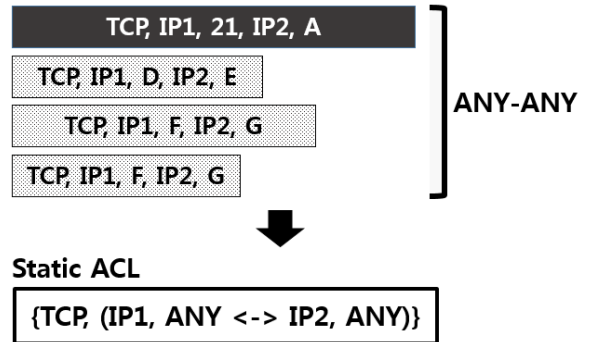 TCP, IP1, 21, IP2, A
TCP, IP1, D, IP2, E
TCP, IP1, F, IP2, G
TCP, IP1, F, IP2, G
ANY-ANY
Static ACL
{TCP, (IP1, ANY <-> IP2, ANY)}